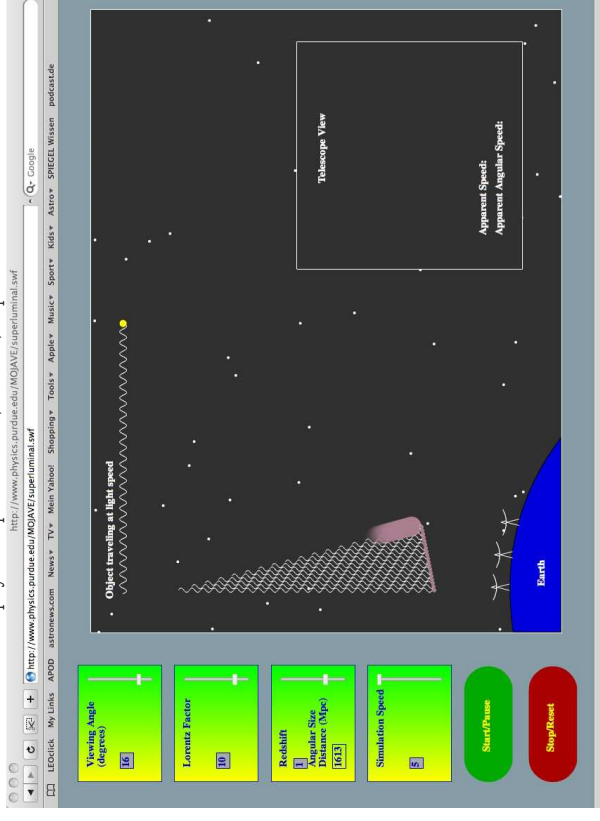 http://www.physics.purdue.edu/MOJAVE/superluminal.swf
http://www.physics.purdue.edu/MOJAVE/superluminal.swf
Google
LEOclick My Links APOD astronews.com News TV Mein Yahoo! Shopping Tools Apple Music Sport Kids Astro SPIEGEL Wissen podcast.de
Viewing Angle
(degrees)
16
Lorentz Factor
10
Redshift
1
Angular Size
Distance (Mpc)
1613
Simulation Speed
5
Start/Pause
Stop/Reset
Object traveling at light speed
Telescope View
Apparent Speed:
Apparent Angular Speed:
Earth